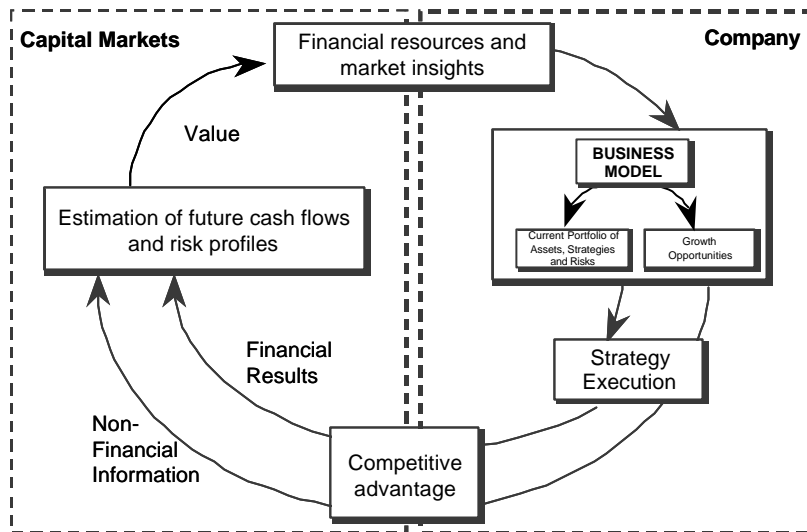 Capital Markets
Financial resources and
market insights
Company
Value
BUSINESS
MODEL
Current Portfolio of
Assets, Strategies
and Risks
Growth
Opportunities
Estimation of future cash flows
and risk profiles
Strategy
Execution
Financial
Results
Non-
Financial
Information
Competitive
advantage